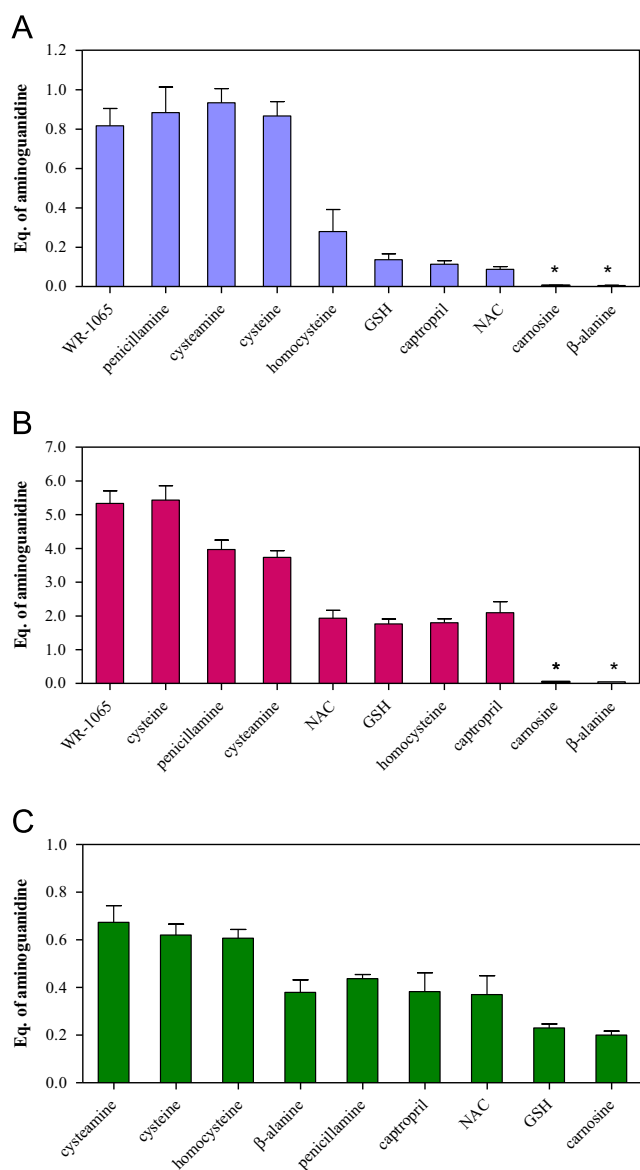 A
Eq. of aminoguanidine
1.2
1.0
0.8
0.6
0.4
0.2
0.0
* *
WR-1065 penicillamine cysteamine cysteine homocysteine GSH captropril NAC carnosine β-alanine
B
Eq. of aminoguanidine
7.0
6.0
5.0
4.0
3.0
2.0
1.0
0.0
* *
WR-1065 cysteine penicillamine cysteamine NAC GSH homocysteine captropril carnosine β-alanine
C
Eq. of aminoguanidine
1.0
0.8
0.6
0.4
0.2
0.0
cysteamine cysteine homocysteine β-alanine penicillamine captropril NAC GSH carnosine